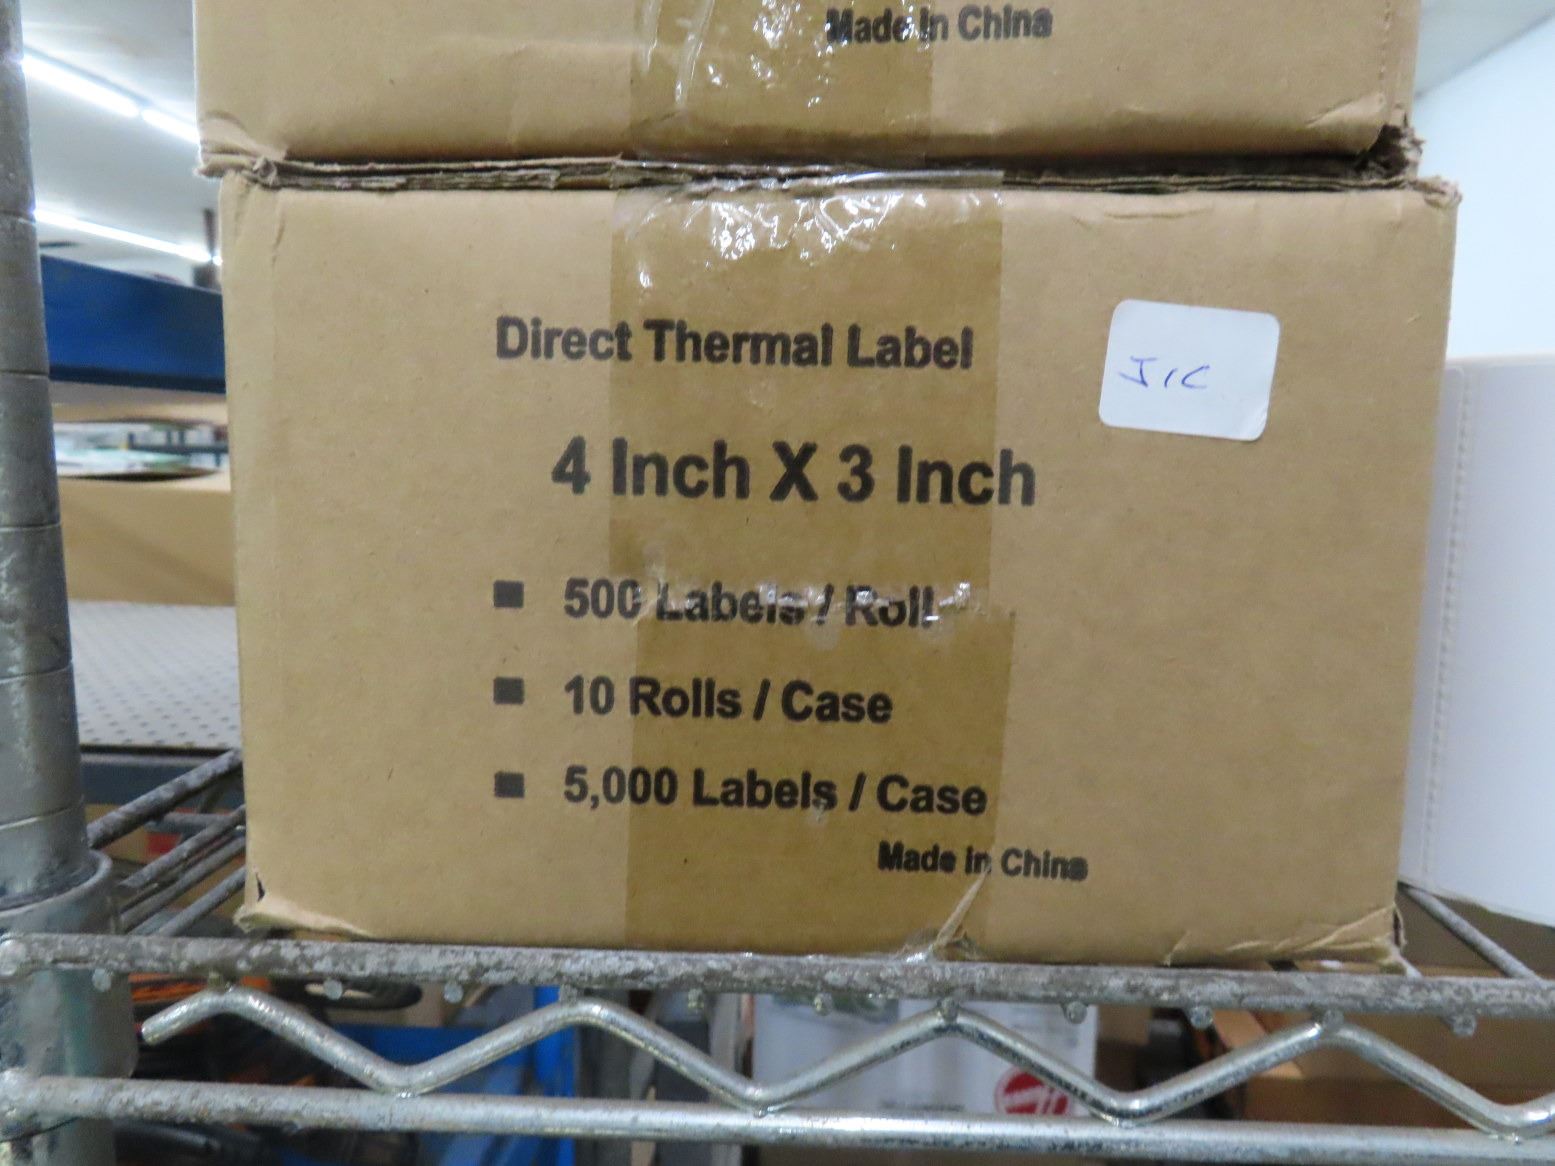 Made In China
Direct Thermal Label
4 Inch X 3 Inch
■ 500 Labels / Roll
■ 10 Rolls / Case
■ 5,000 Labels / Case
Made In China